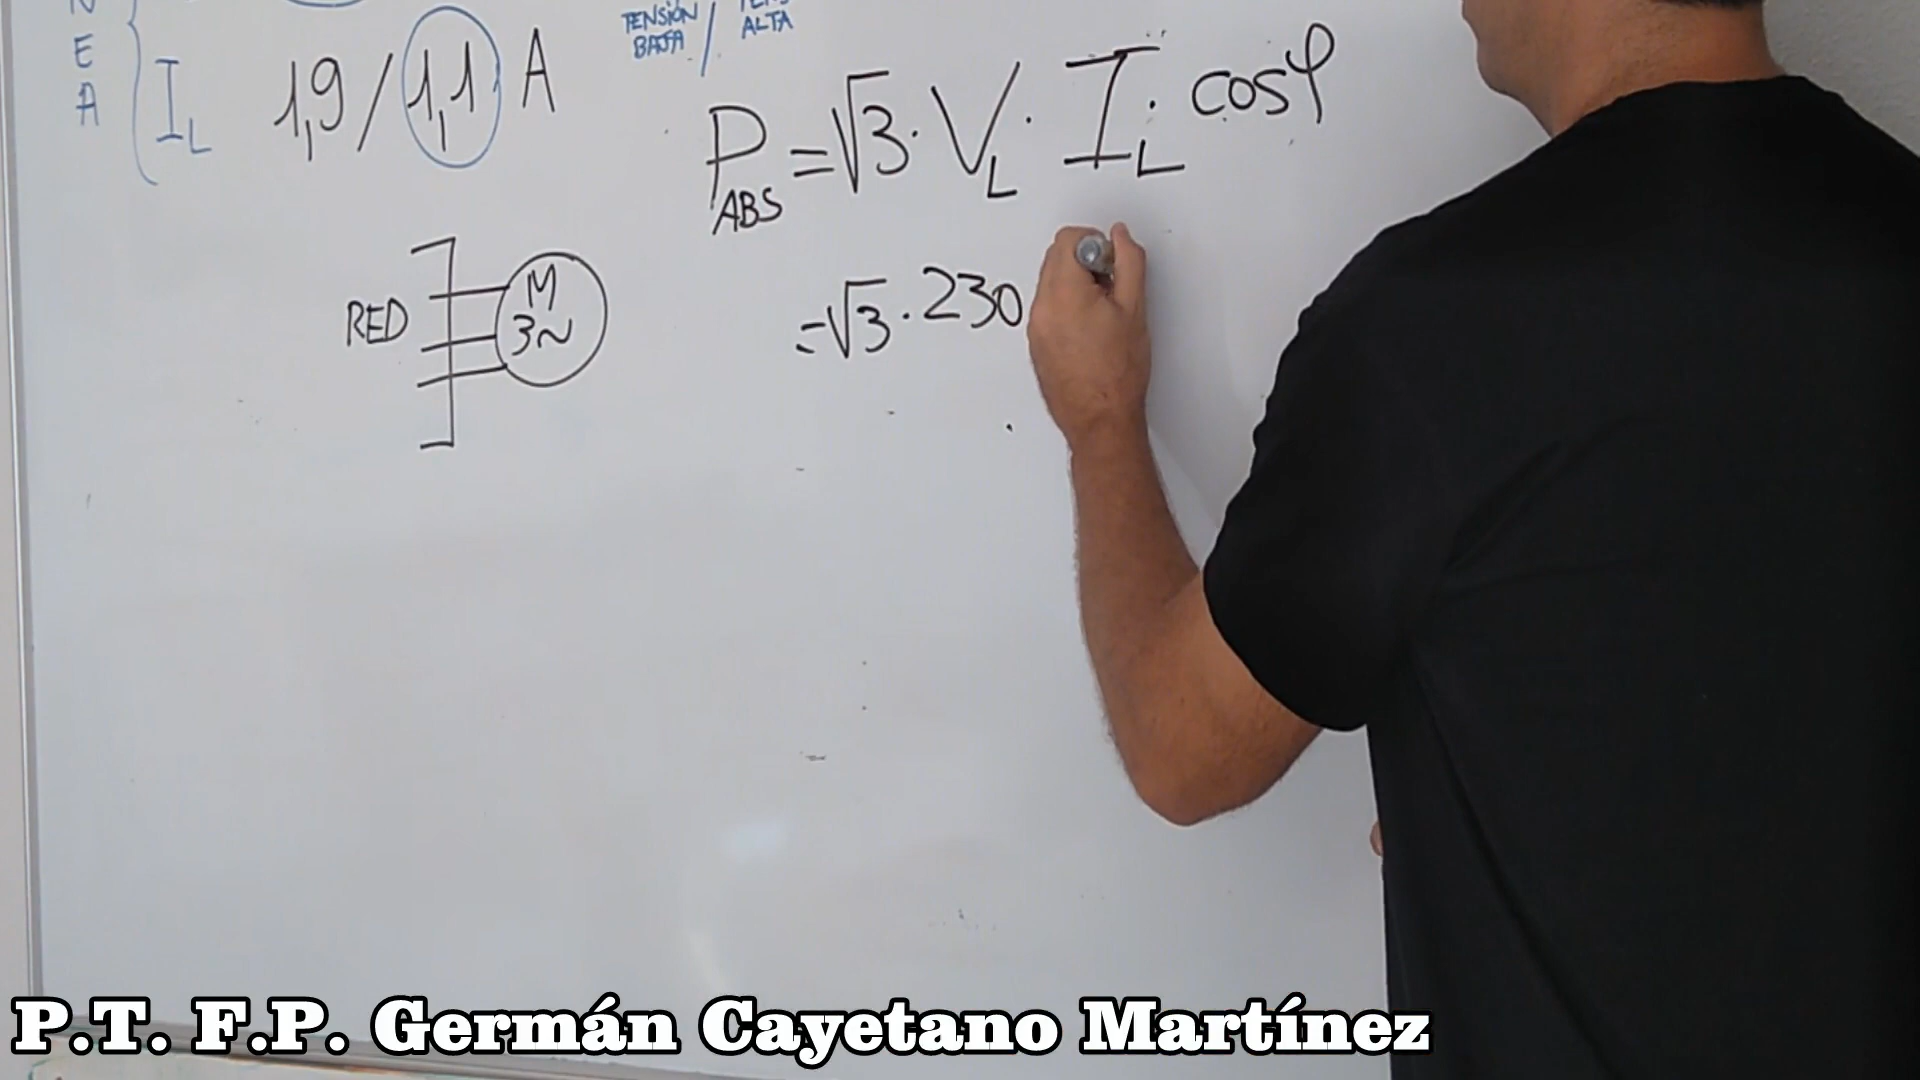 N
E
A
I_L 1,9 / 1,1 A
TENSIÓN BAJA / TENS ALTA
P_ABS = √3 · V_L · I_L · cosφ
= √3 · 230
RED
M
3~
P.T. F.P. Germán Cayetano Martínez